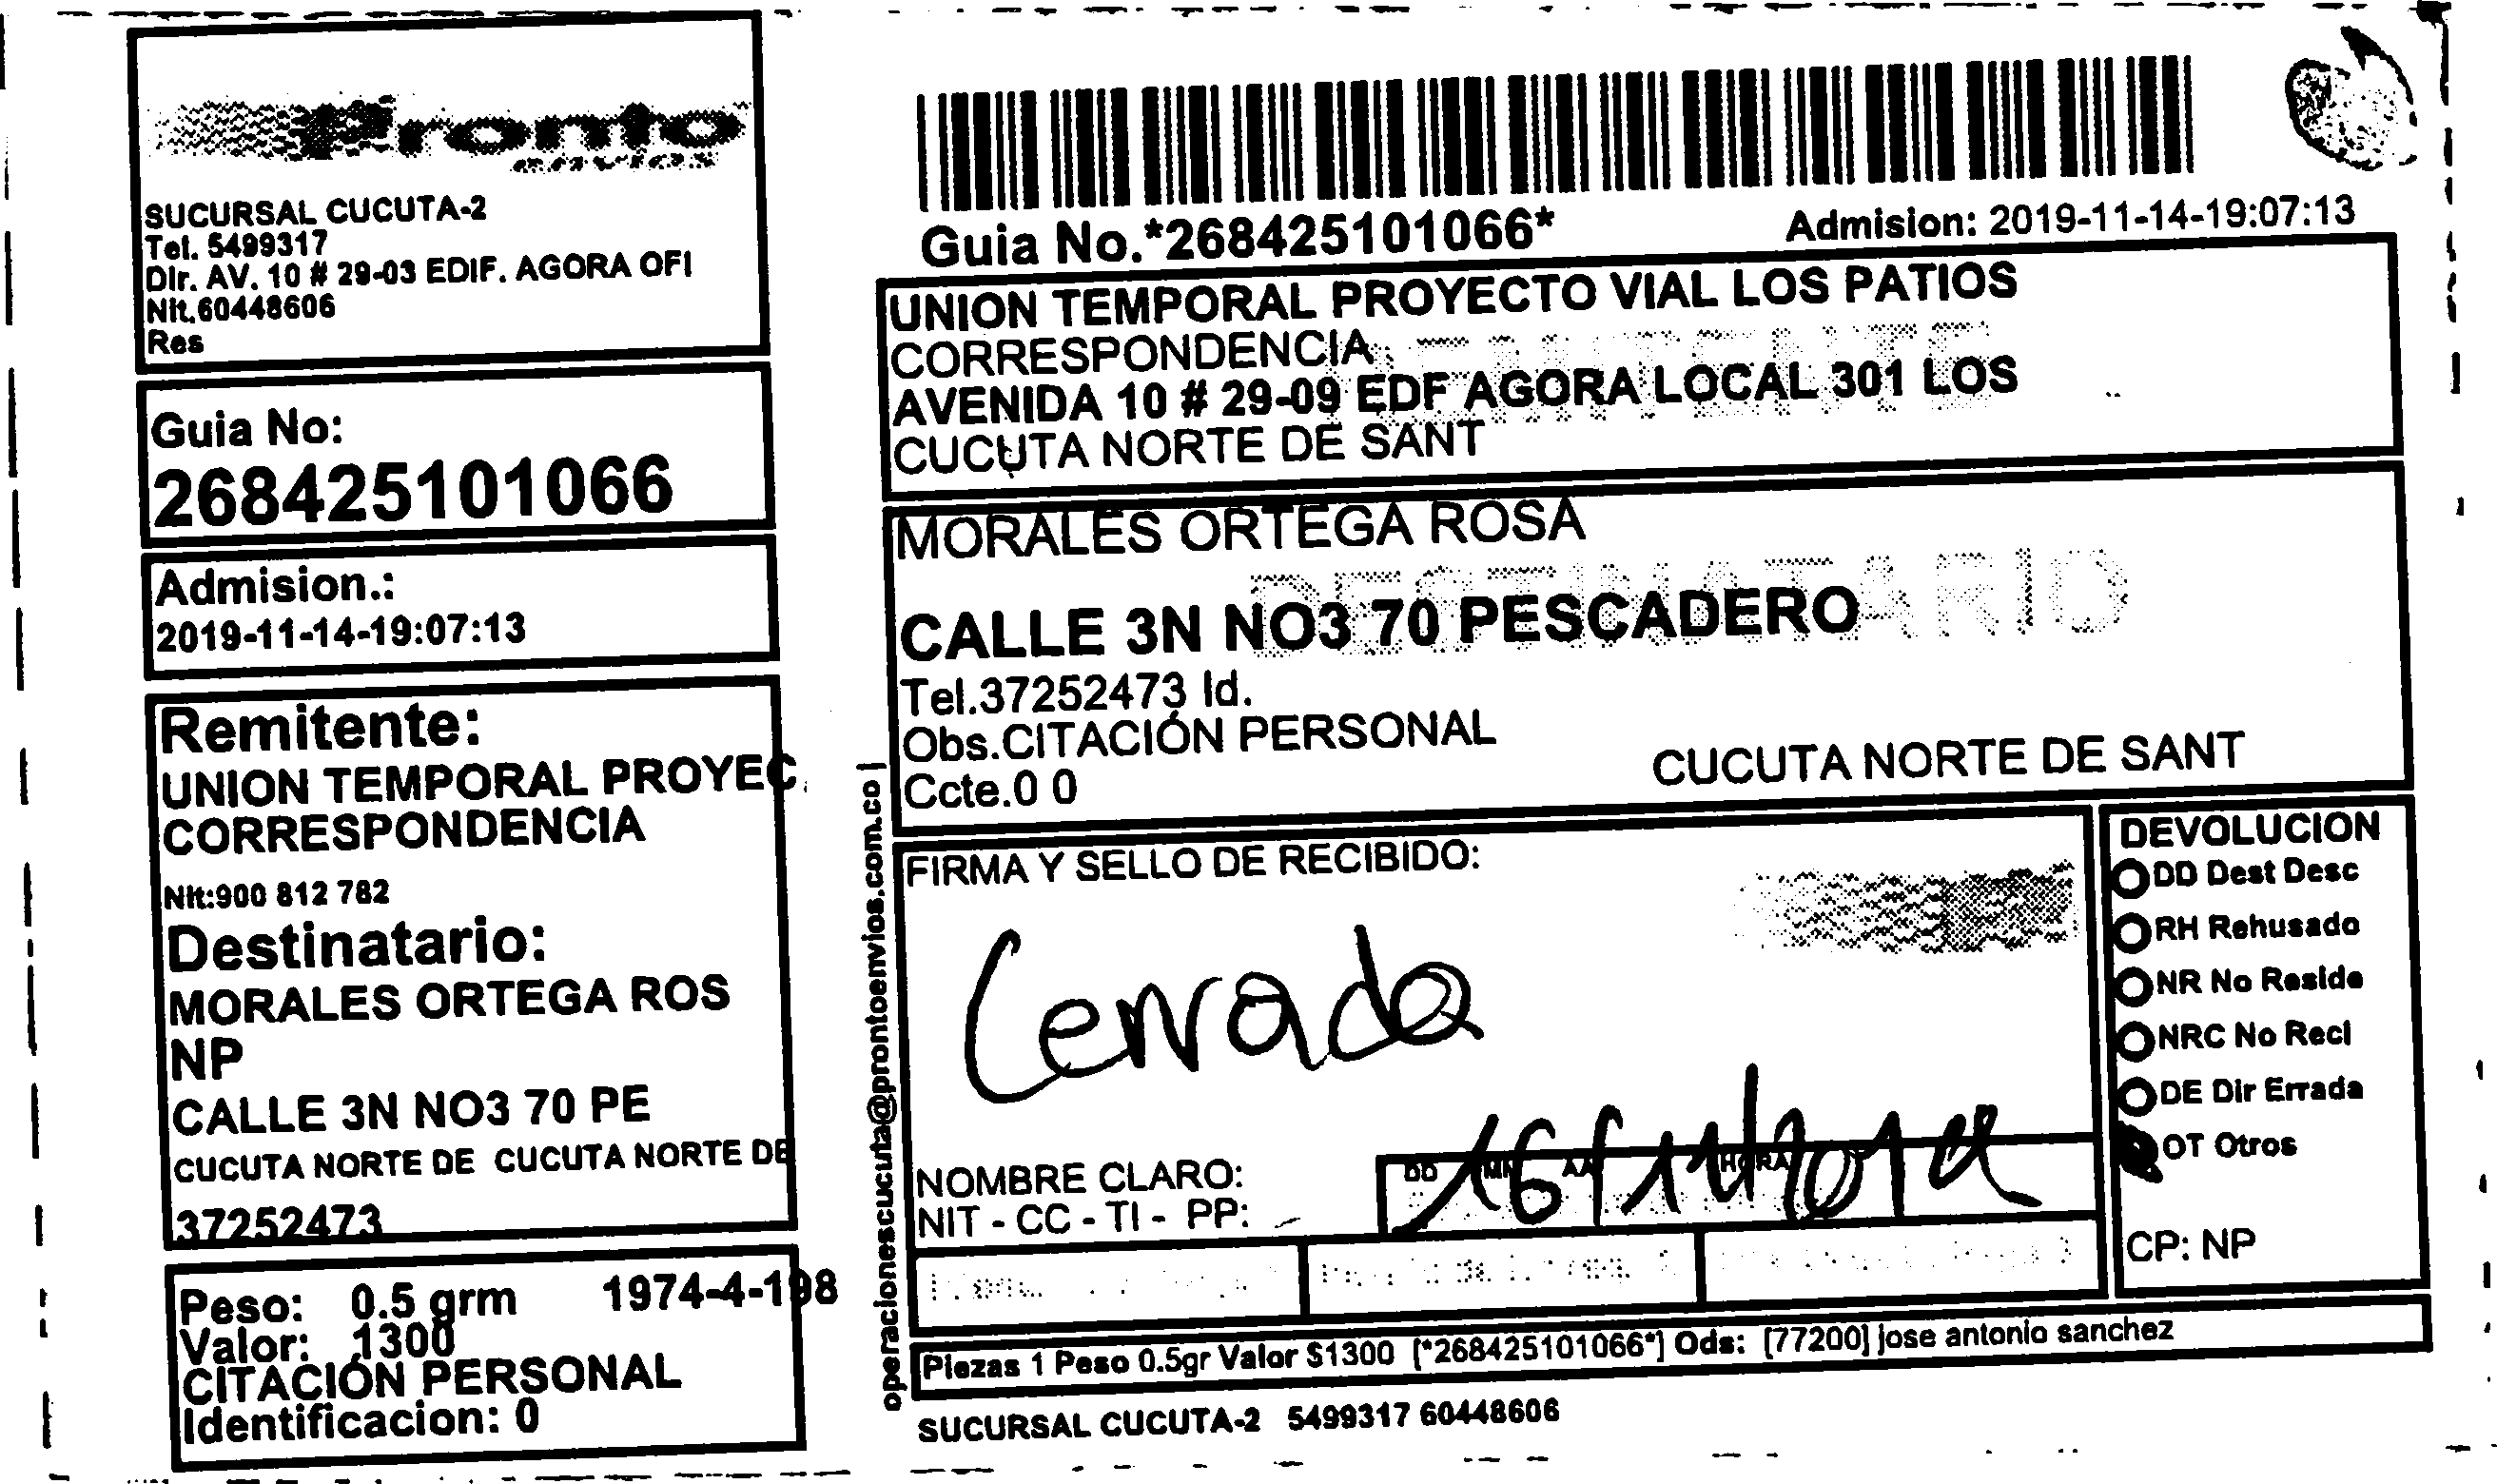 Pronto
envios
SUCURSAL CUCUTA-2
Tel. 5499317
Dir. AV. 10 # 29-03 EDIF. AGORA OFI
Nit.60448606
Res
Guia No:
268425101066
Admision.:
2019-11-14-19:07:13
Remitente:
UNION TEMPORAL PROYEC
CORRESPONDENCIA
Nit:900 812 782
Destinatario:
MORALES ORTEGA ROS
NP
CALLE 3N NO3 70 PE
CUCUTA NORTE DE CUCUTA NORTE DE
37252473
Peso: 0.5 grm 1974-4-198
Valor: 1300
CITACIÓN PERSONAL
Identificacion: 0
operacionescucuta@prontoenvios.com.co |
Guia No.*268425101066*
Admision: 2019-11-14-19:07:13
UNION TEMPORAL PROYECTO VIAL LOS PATIOS
CORRESPONDENCIA
REMITENTE
AVENIDA 10 # 29-09 EDF AGORA LOCAL 301 LOS
CUCUTA NORTE DE SANT
MORALES ORTEGA ROSA
DESTINATARIO
CALLE 3N NO3 70 PESCADERO
Tel.37252473 Id.
Obs.CITACIÓN PERSONAL
Ccte.0 0
CUCUTA NORTE DE SANT
FIRMA Y SELLO DE RECIBIDO:
Cerrado
NOMBRE CLARO:
NIT - CC - TI - PP:
DD MM AA HORA
DEVOLUCION
DD Dest Desc
RH Rehusado
NR No Reside
NRC No Recl
DE Dir Errada
OT Otros
CP: NP
Piezas 1 Peso 0.5gr Valor $1300 [*268425101066*] Ods: [77200] jose antonio sanchez
SUCURSAL CUCUTA-2 5499317 60448606